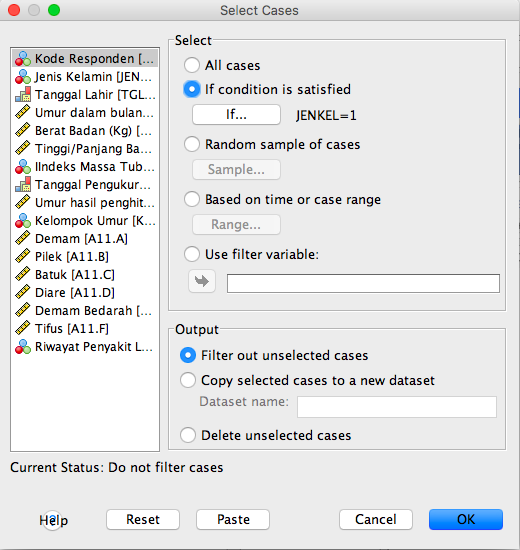 Select Cases
Kode Responden [...
Jenis Kelamin [JEN...
Tanggal Lahir [TGL...
Umur dalam bulan...
Berat Badan (Kg) [...
Tinggi/Panjang Ba...
IIndeks Massa Tub...
Tanggal Pengukur...
Umur hasil penghit...
Kelompok Umur [K...
Demam [A11.A]
Pilek [A11.B]
Batuk [A11.C]
Diare [A11.D]
Demam Bedarah [...
Tifus [A11.F]
Riwayat Penyakit L...
Select
All cases
If condition is satisfied
If... JENKEL=1
Random sample of cases
Sample...
Based on time or case range
Range...
Use filter variable:
Output
Filter out unselected cases
Copy selected cases to a new dataset
Dataset name:
Delete unselected cases
Current Status: Do not filter cases
Help Reset Paste Cancel OK